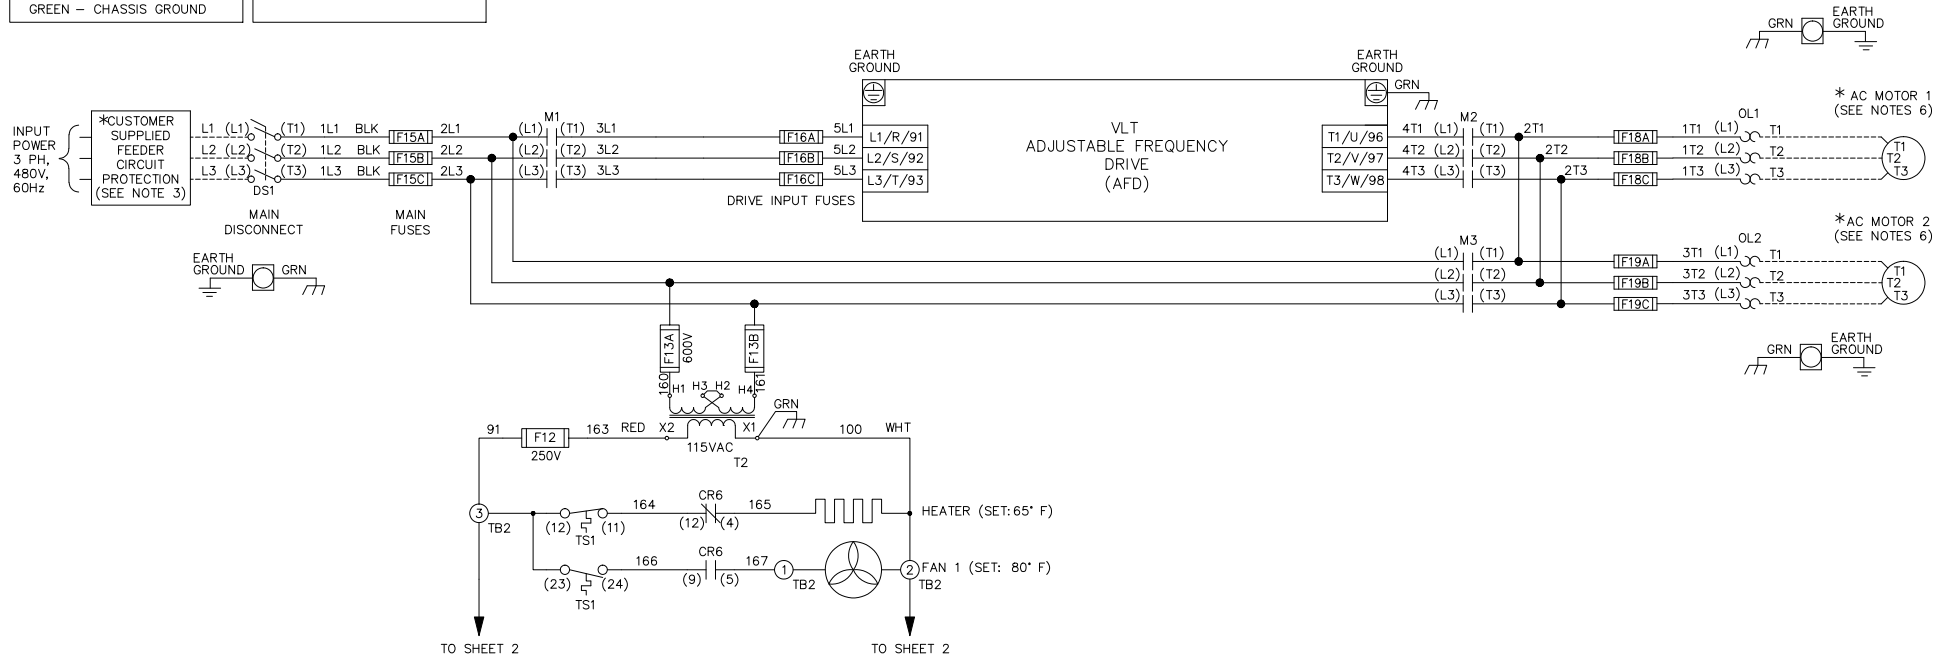 GREEN – CHASSIS GROUND
GRN
EARTH
GROUND
INPUT
POWER
3 PH,
480V,
60Hz
*CUSTOMER
SUPPLIED
FEEDER
CIRCUIT
PROTECTION
(SEE NOTE 3)
L1 (L1) (T1) 1L1 BLK F15A 2L1
L2 (L2) (T2) 1L2 BLK F15B 2L2
L3 (L3) (T3) 1L3 BLK F15C 2L3
DS1
MAIN
DISCONNECT
MAIN
FUSES
M1
(L1) (T1) 3L1 F16A 5L1
(L2) (T2) 3L2 F16B 5L2
(L3) (T3) 3L3 F16C 5L3
DRIVE INPUT FUSES
EARTH
GROUND
L1/R/91
L2/S/92
L3/T/93
VLT
ADJUSTABLE FREQUENCY
DRIVE
(AFD)
EARTH
GROUND
GRN
T1/U/96
T2/V/97
T3/W/98
M2
4T1 (L1) (T1) 2T1 F18A 1T1 (L1) T1
4T2 (L2) (T2) 2T2 F18B 1T2 (L2) T2
4T3 (L3) (T3) 2T3 F18C 1T3 (L3) T3
OL1
* AC MOTOR 1
(SEE NOTES 6)
T1
T2
T3
EARTH
GROUND
GRN
M3
(L1) (T1) F19A 3T1 (L1) T1
(L2) (T2) F19B 3T2 (L2) T2
(L3) (T3) F19C 3T3 (L3) T3
OL2
*AC MOTOR 2
(SEE NOTES 6)
T1
T2
T3
GRN
EARTH
GROUND
F13A
600V
F13B
160
H1 H3 H2 H4
161
GRN
91 F12 163 RED X2 X1 100 WHT
250V
115VAC
T2
3
TB2
(12) (11) 164 CR6 165
TS1
(12) (4)
HEATER (SET: 65° F)
(23) (24) 166 CR6 167 1
TS1
(9) (5)
TB2
2
TB2
FAN 1 (SET: 80° F)
TO SHEET 2
TO SHEET 2